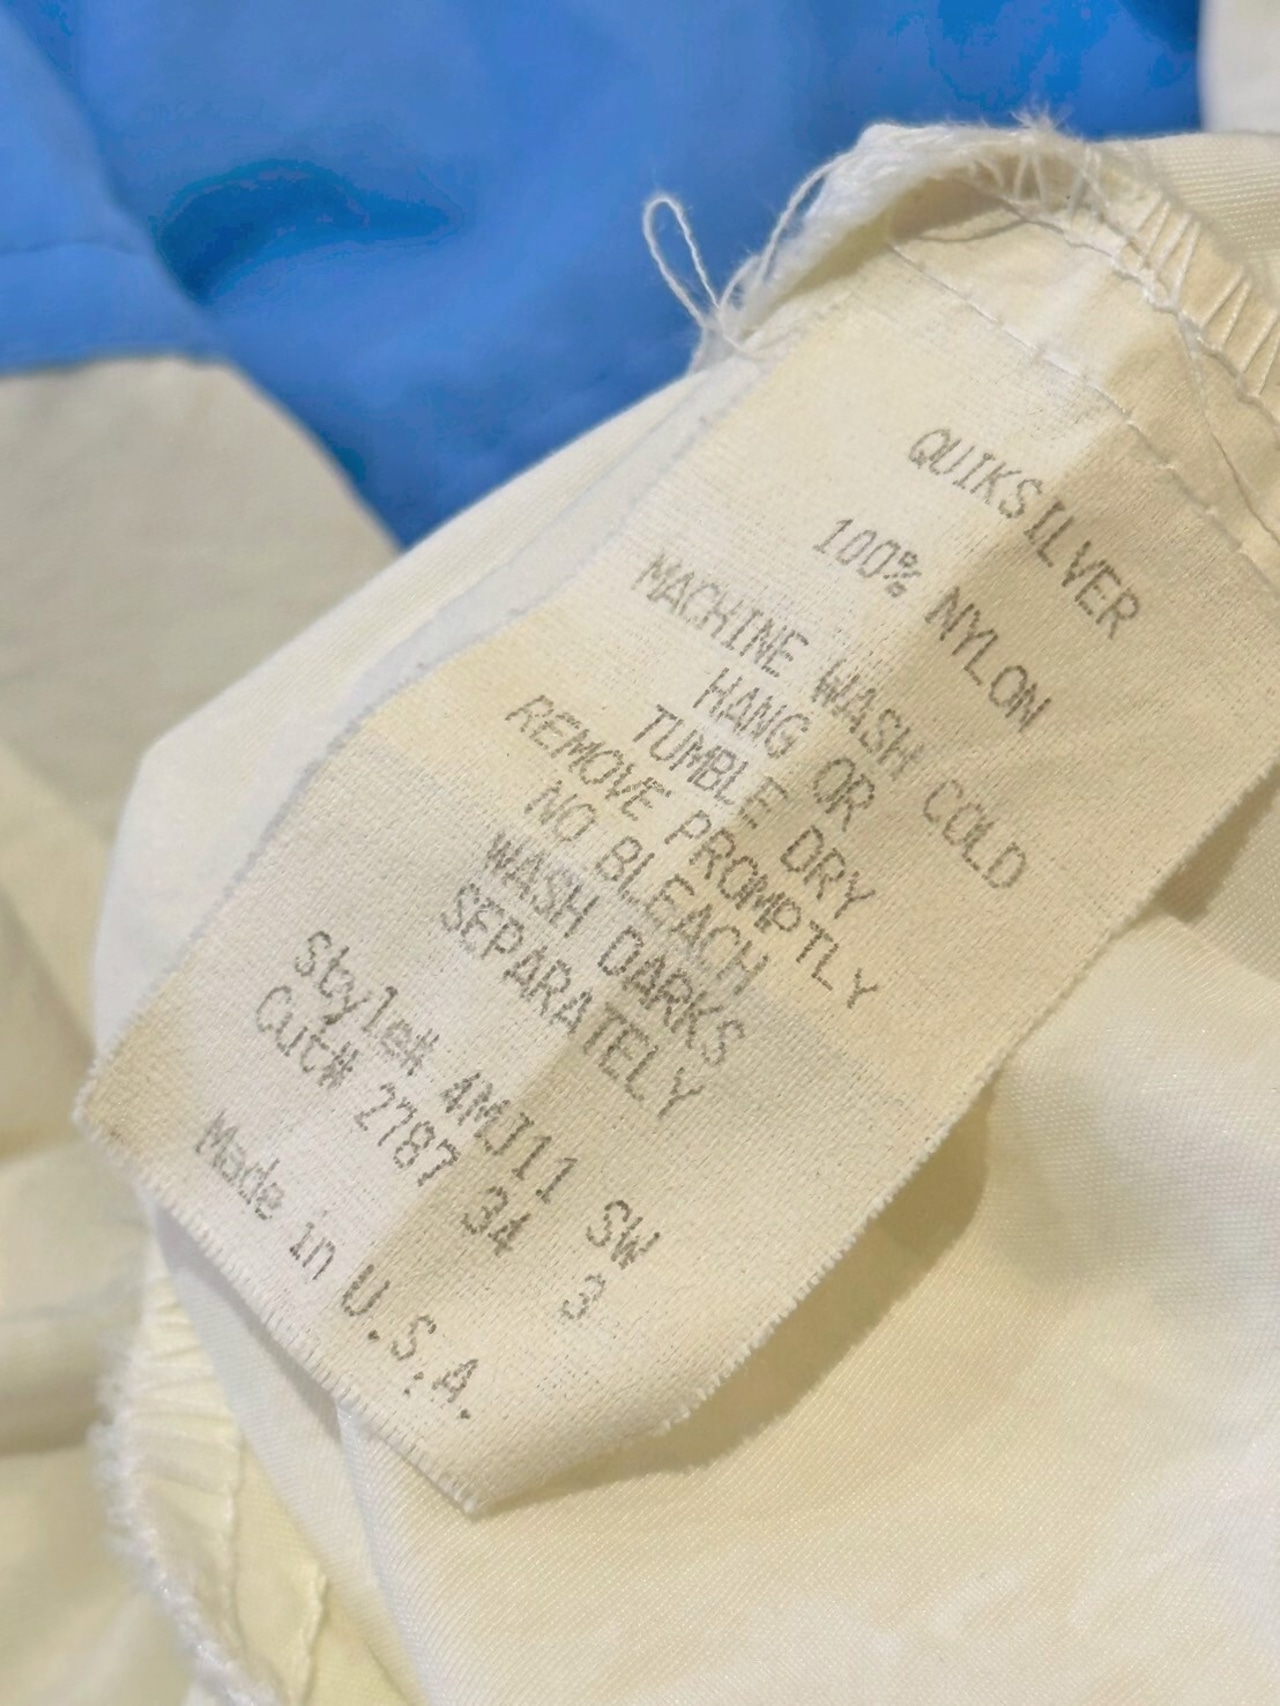 QUIKSILVER
100% NYLON
MACHINE WASH COLD
HANG OR
TUMBLE DRY
REMOVE PROMPTLY
NO BLEACH
WASH DARKS
SEPARATELY
Style# 4MJ11 SW
Cut# 2787 34 3
Made in U.S.A.